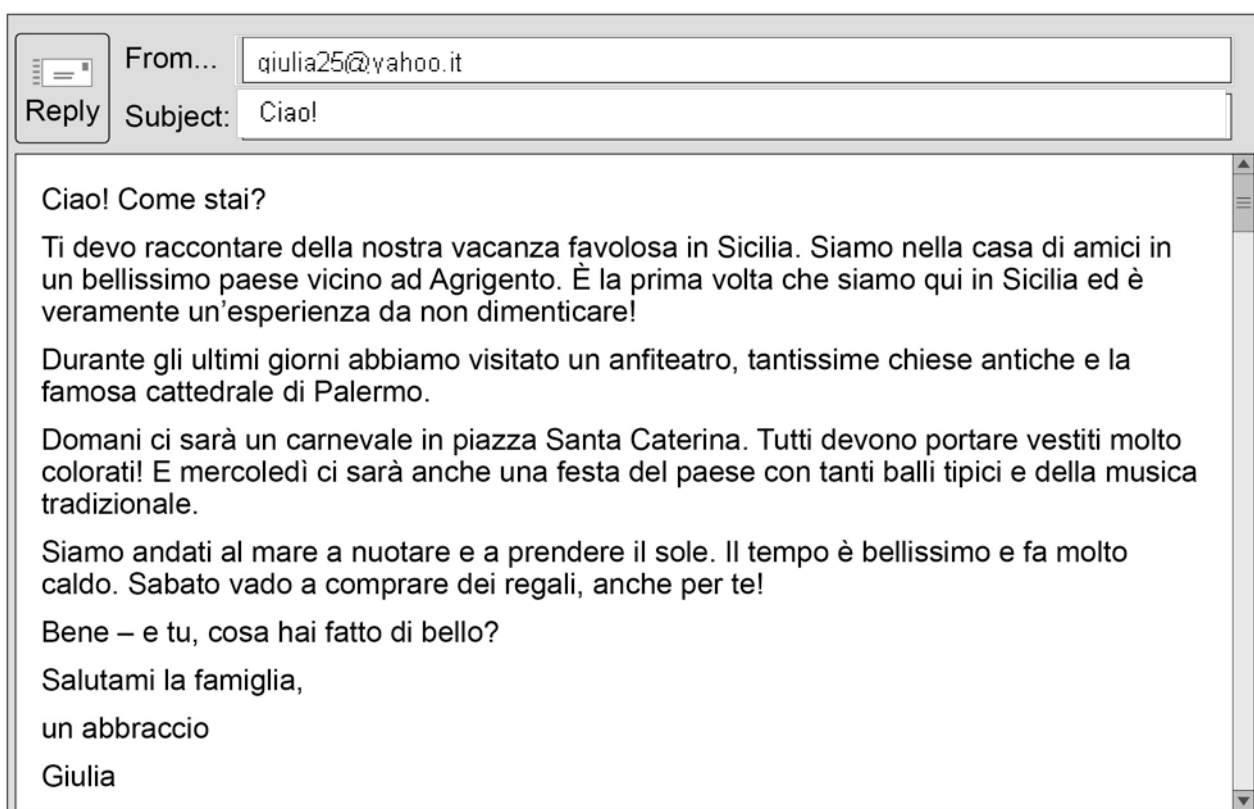 From... giulia25@yahoo.it
Reply
Subject: Ciao!
Ciao! Come stai?
Ti devo raccontare della nostra vacanza favolosa in Sicilia. Siamo nella casa di amici in
un bellissimo paese vicino ad Agrigento. È la prima volta che siamo qui in Sicilia ed è
veramente un’esperienza da non dimenticare!
Durante gli ultimi giorni abbiamo visitato un anfiteatro, tantissime chiese antiche e la
famosa cattedrale di Palermo.
Domani ci sarà un carnevale in piazza Santa Caterina. Tutti devono portare vestiti molto
colorati! E mercoledì ci sarà anche una festa del paese con tanti balli tipici e della musica
tradizionale.
Siamo andati al mare a nuotare e a prendere il sole. Il tempo è bellissimo e fa molto
caldo. Sabato vado a comprare dei regali, anche per te!
Bene – e tu, cosa hai fatto di bello?
Salutami la famiglia,
un abbraccio
Giulia